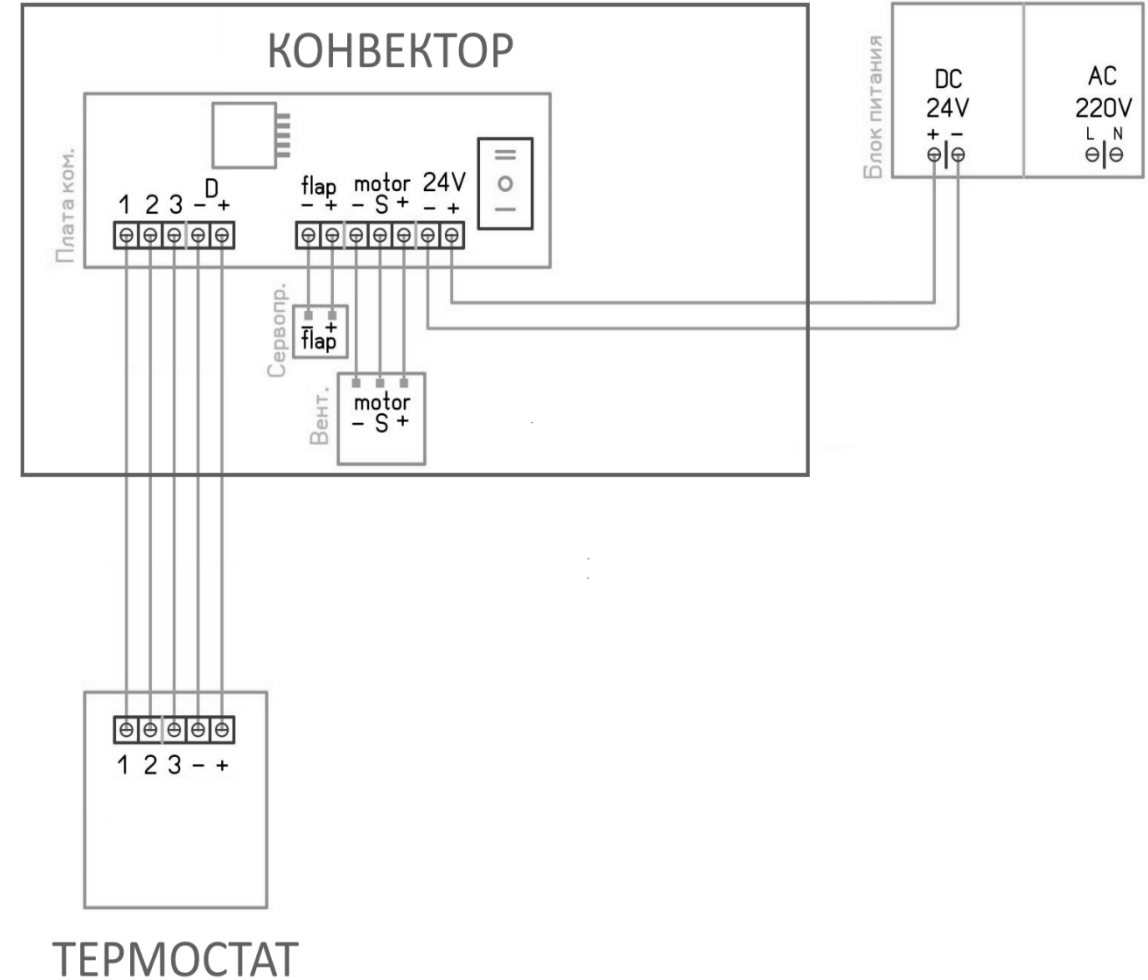 КОНВЕКТОР
Плата ком.
D
1 2 3 - +
flap motor 24V
- + - S + - +
Сервопр.
- +
flap
Вент.
motor
- S +
Блок питания
DC
24V
+ -
AC
220V
L N
1 2 3 - +
ТЕРМОСТАТ